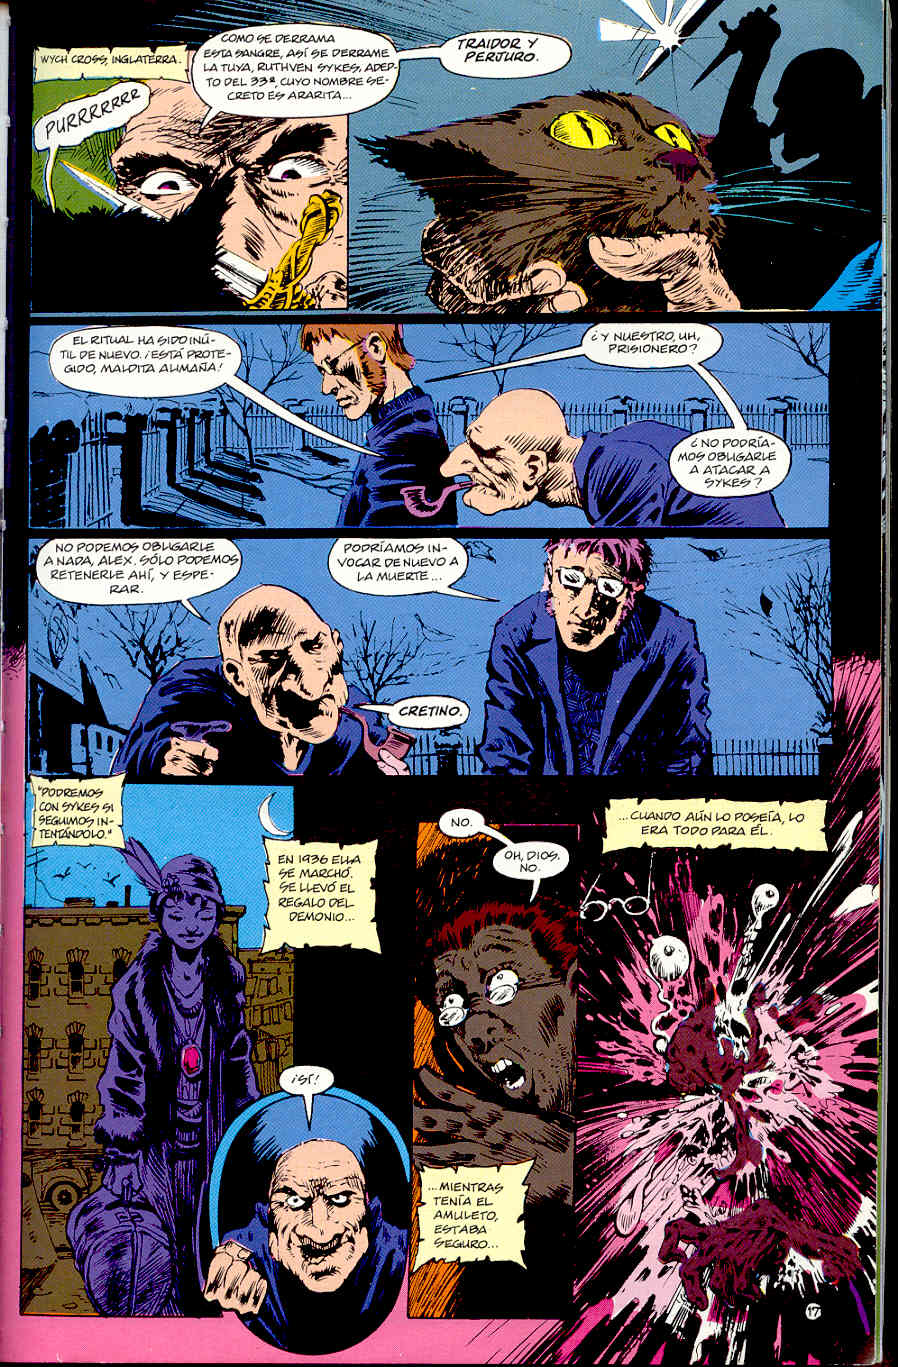 WYCH CROSS, INGLATERRA.
PURRRRRRR
COMO SE DERRAMA
ESTA SANGRE, ASÍ SE DERRAME
LA TUYA, RUTHVEN SYKES, ADEP-
TO DEL 33º, CUYO NOMBRE SE-
CRETO ES ARARITA...
TRAIDOR Y
PERJURO.
EL RITUAL HA SIDO INÚ-
TIL DE NUEVO. ¡ESTÁ PROTE-
GIDO, MALDITA ALIMAÑA!
¿Y NUESTRO, UH,
PRISIONERO?
¿NO PODRÍA-
MOS OBLIGARLE
A ATACAR A
SYKES?
NO PODEMOS OBLIGARLE
A NADA, ALEX. SÓLO PODEMOS
RETENERLE AHÍ, Y ESPE-
RAR.
PODRÍAMOS IN-
VOCAR DE NUEVO A
LA MUERTE...
CRETINO.
"PODREMOS
CON SYKES SI
SEGUIMOS IN-
TENTÁNDOLO."
EN 1936 ELLA
SE MARCHÓ.
SE LLEVÓ EL
REGALO DEL
DEMONIO...
¡SÍ!
NO.
OH, DIOS.
NO.
...MIENTRAS
TENÍA EL
AMULETO,
ESTABA
SEGURO...
...CUANDO AÚN LO POSEÍA, LO
ERA TODO PARA ÉL.
17